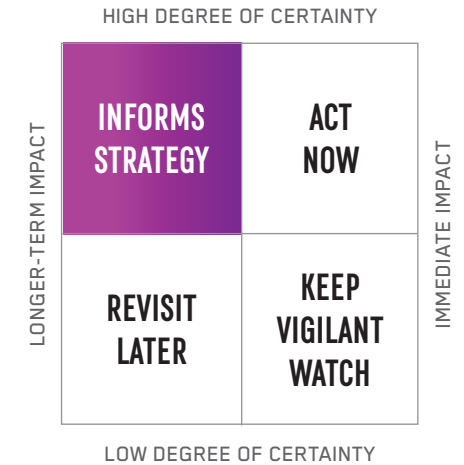 HIGH DEGREE OF CERTAINTY
LONGER-TERM IMPACT
INFORMS
STRATEGY
ACT
NOW
IMMEDIATE IMPACT
REVISIT
LATER
KEEP
VIGILANT
WATCH
LOW DEGREE OF CERTAINTY